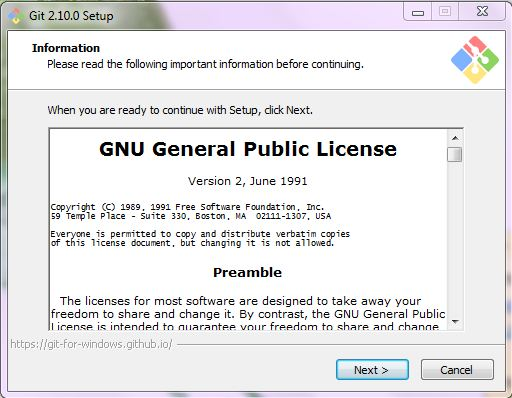 Git 2.10.0 Setup
Information
Please read the following important information before continuing.
When you are ready to continue with Setup, click Next.
GNU General Public License
Version 2, June 1991
Copyright (C) 1989, 1991 Free Software Foundation, Inc.
59 Temple Place - Suite 330, Boston, MA  02111-1307, USA
Everyone is permitted to copy and distribute verbatim copies
of this license document, but changing it is not allowed.
Preamble
The licenses for most software are designed to take away your
freedom to share and change it. By contrast, the GNU General Public
License is intended to guarantee your freedom to share and change
https://git-for-windows.github.io/
Next >
Cancel